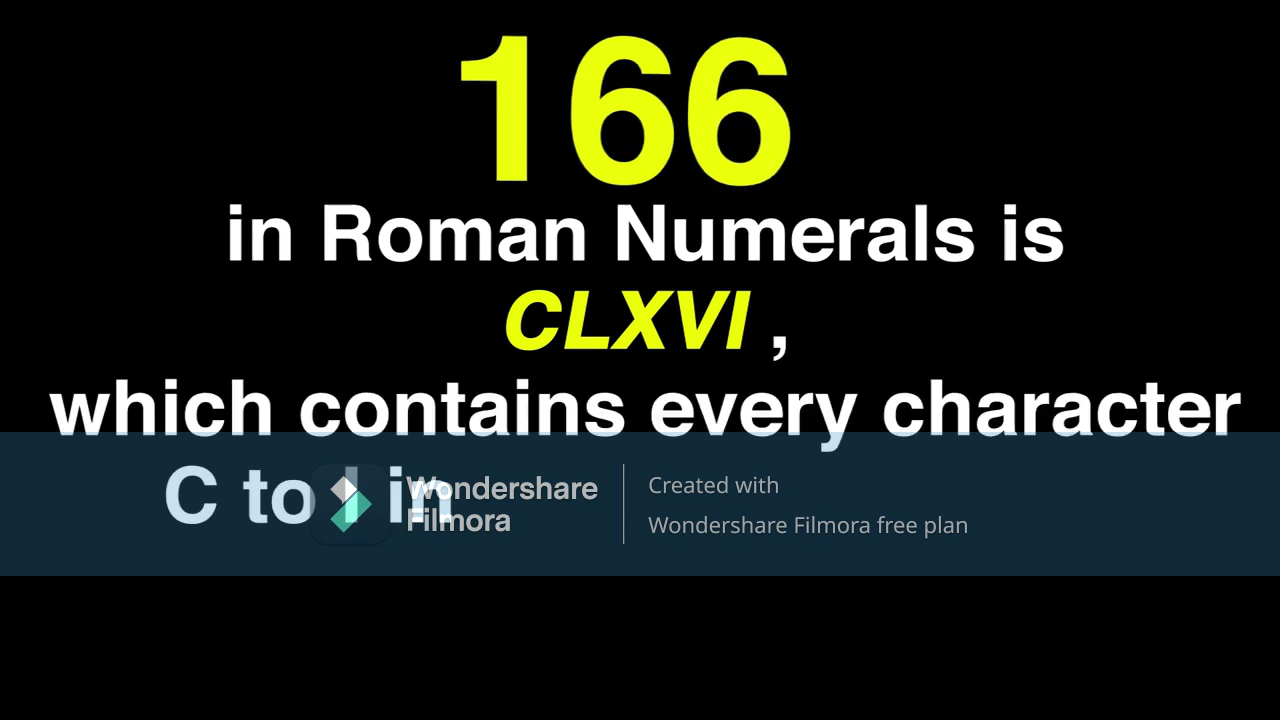 166
in Roman Numerals is
CLXVI ,
which contains every character
C to I in
Wondershare
Filmora
Created with
Wondershare Filmora free plan